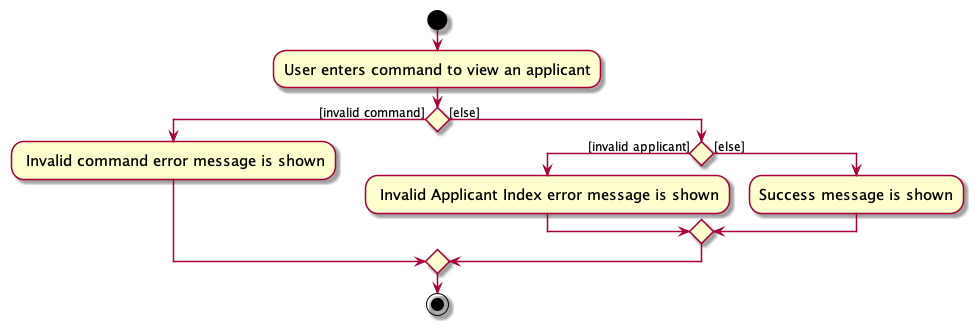 User enters command to view an applicant
[invalid command]
[else]
Invalid command error message is shown
[invalid applicant]
[else]
Invalid Applicant Index error message is shown
Success message is shown